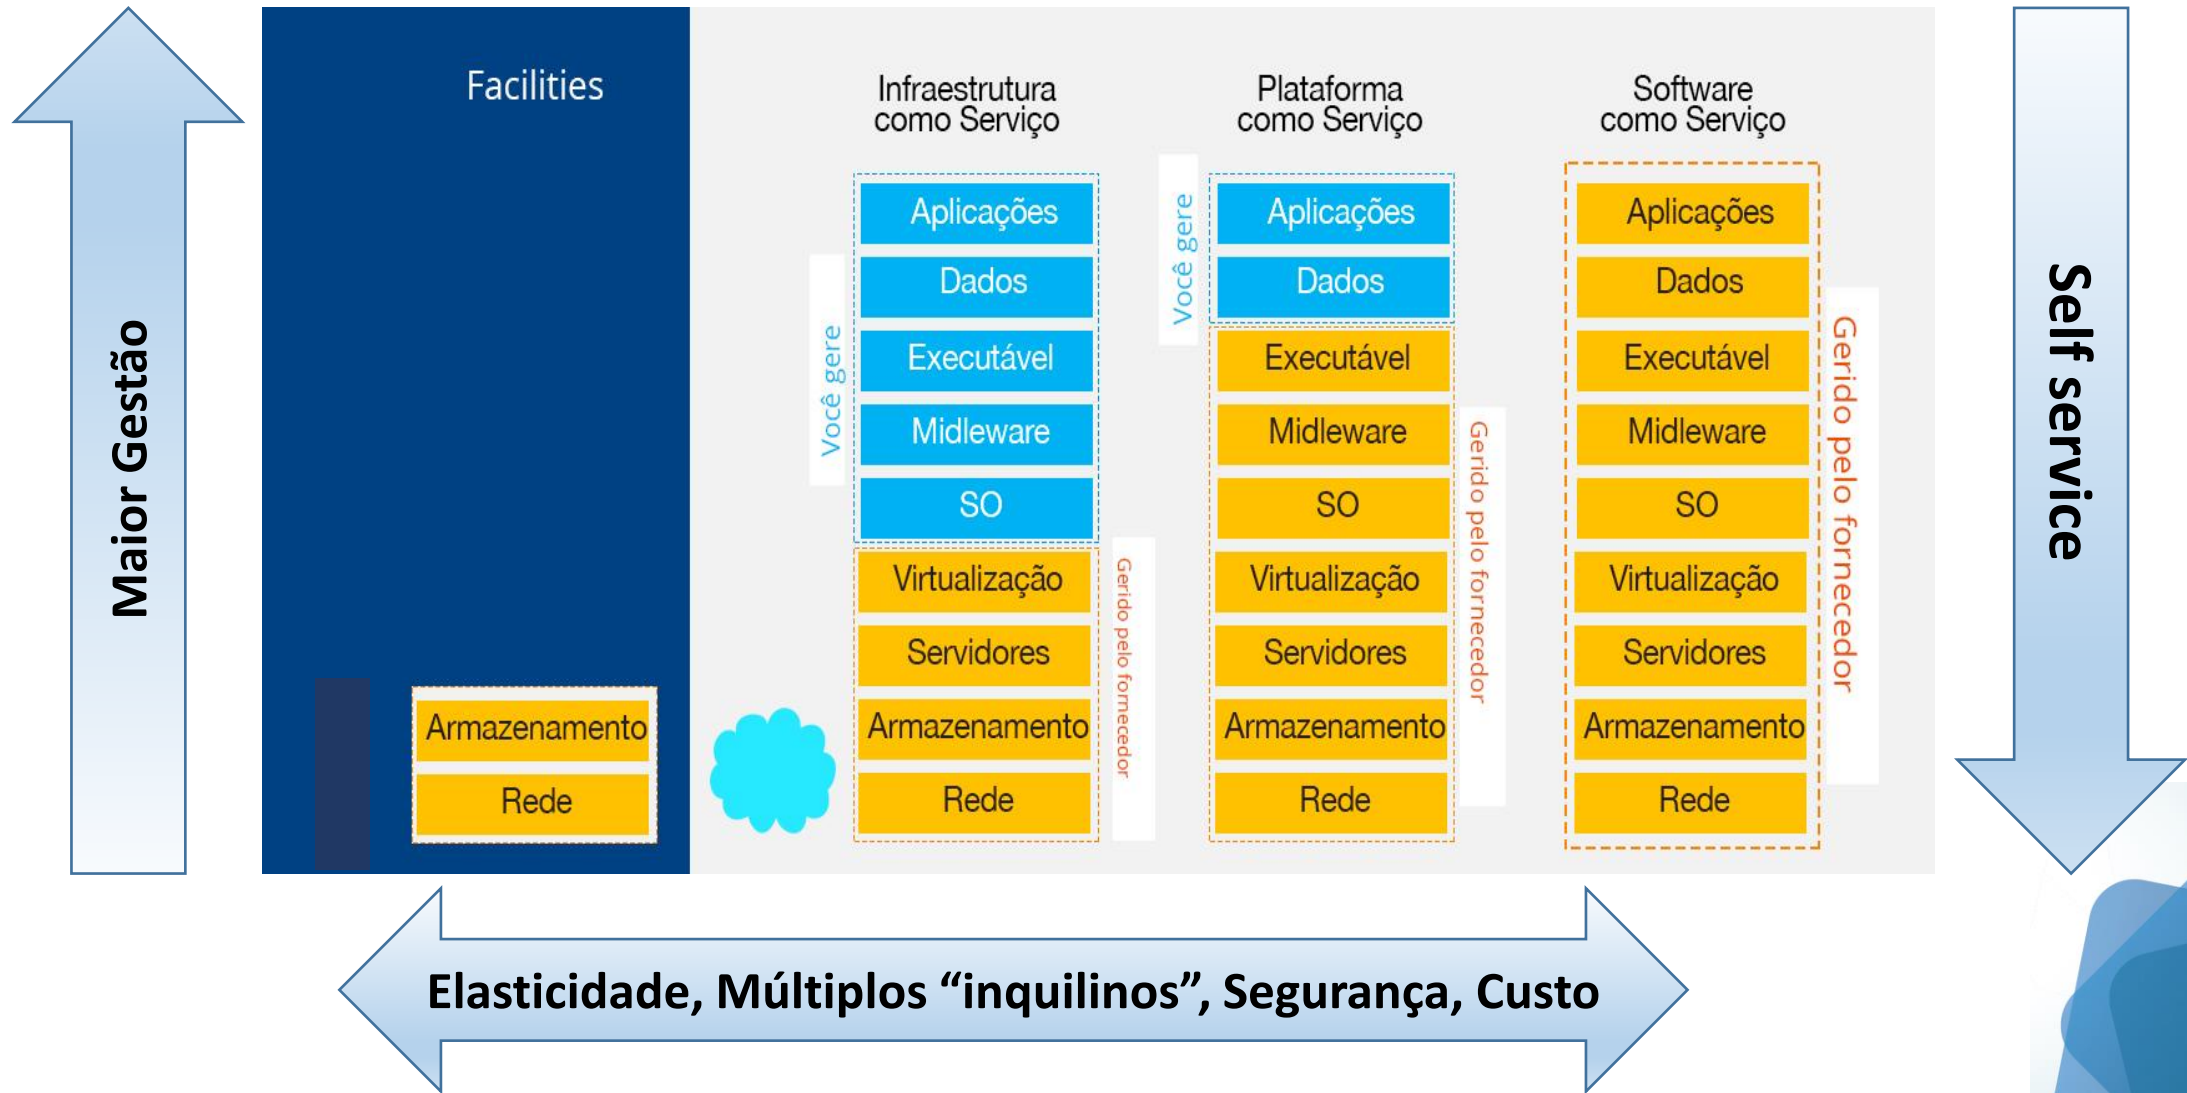 Maior Gestão
Facilities
Armazenamento
Rede
Infraestrutura
como Serviço
Você gere
Aplicações
Dados
Executável
Midleware
SO
Virtualização
Servidores
Armazenamento
Rede
Gerido pelo fornecedor
Plataforma
como Serviço
Você gere
Aplicações
Dados
Executável
Midleware
SO
Virtualização
Servidores
Armazenamento
Rede
Gerido pelo fornecedor
Software
como Serviço
Aplicações
Dados
Executável
Midleware
SO
Virtualização
Servidores
Armazenamento
Rede
Gerido pelo fornecedor
Self service
Elasticidade, Múltiplos “inquilinos”, Segurança, Custo